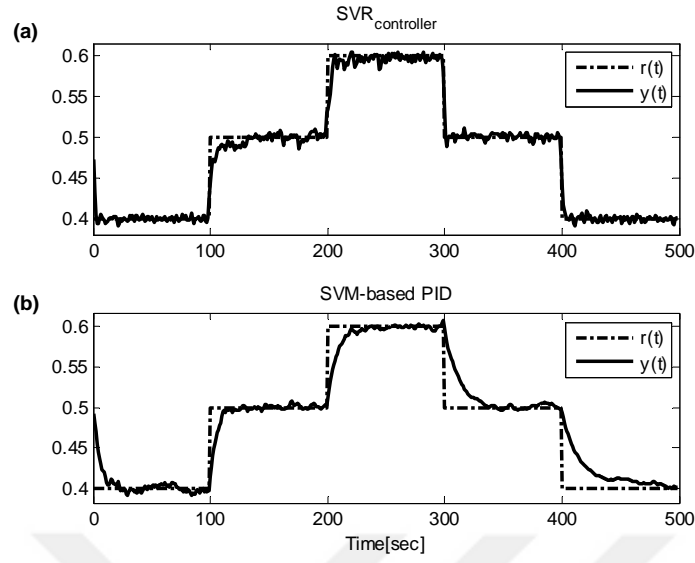 SVR controller
(a)
0.6
0.55
0.5
0.45
0.4
r(t)
y(t)
0 100 200 300 400 500
SVM-based PID
(b)
0.6
0.55
0.5
0.45
0.4
r(t)
y(t)
0 100 200 300 400 500
Time[sec]